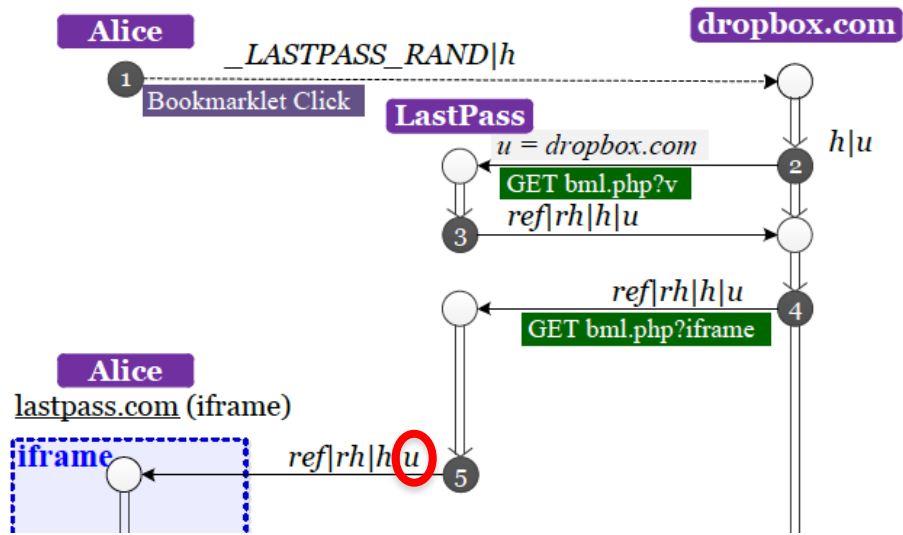 Alice
dropbox.com
_LASTPASS_RAND|h
1
Bookmarklet Click
LastPass
u = dropbox.com
h|u
2
GET bml.php?v
ref|rh|h|u
3
ref|rh|h|u
4
GET bml.php?iframe
Alice
lastpass.com (iframe)
iframe
ref|rh|h|u
5